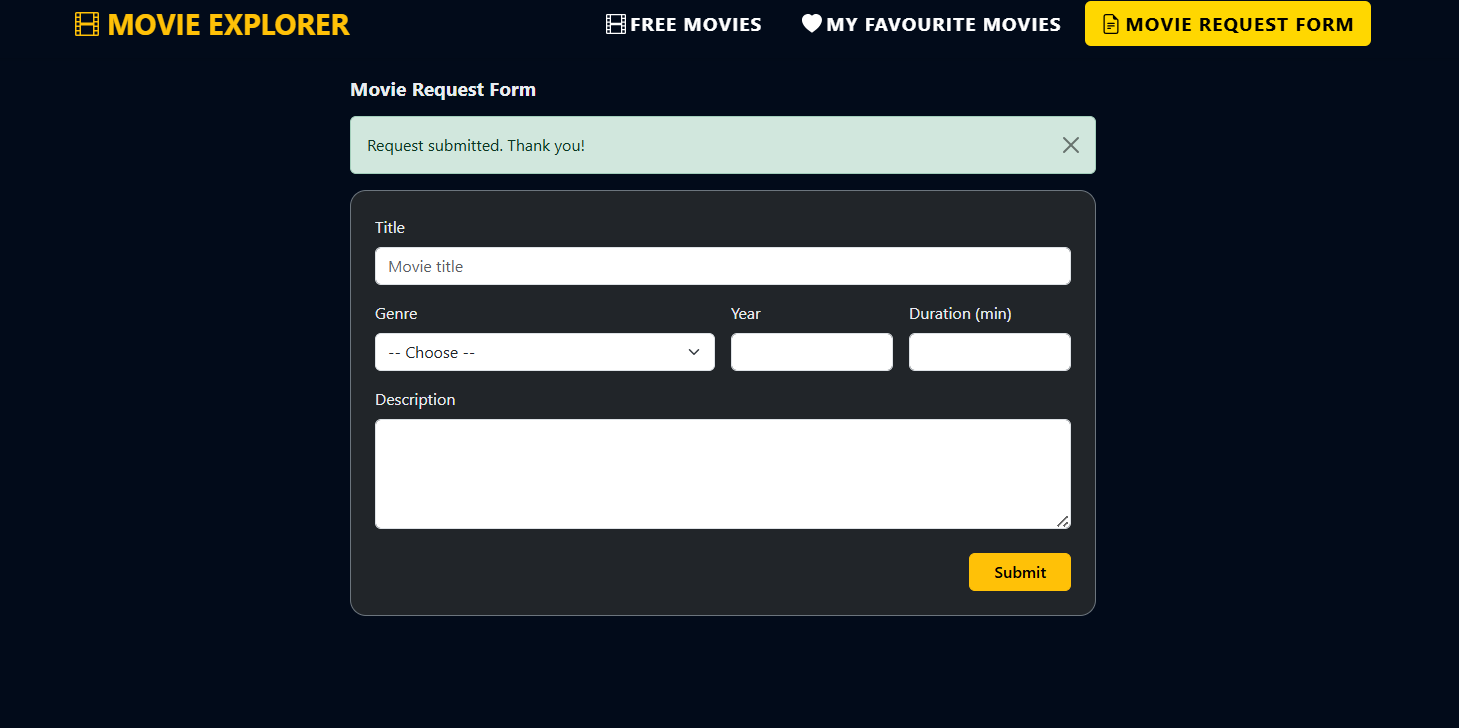 MOVIE EXPLORER
FREE MOVIES
MY FAVOURITE MOVIES
MOVIE REQUEST FORM
Movie Request Form
Request submitted. Thank you!
Title
Movie title
Genre
Year
Duration (min)
-- Choose --
Description
Submit